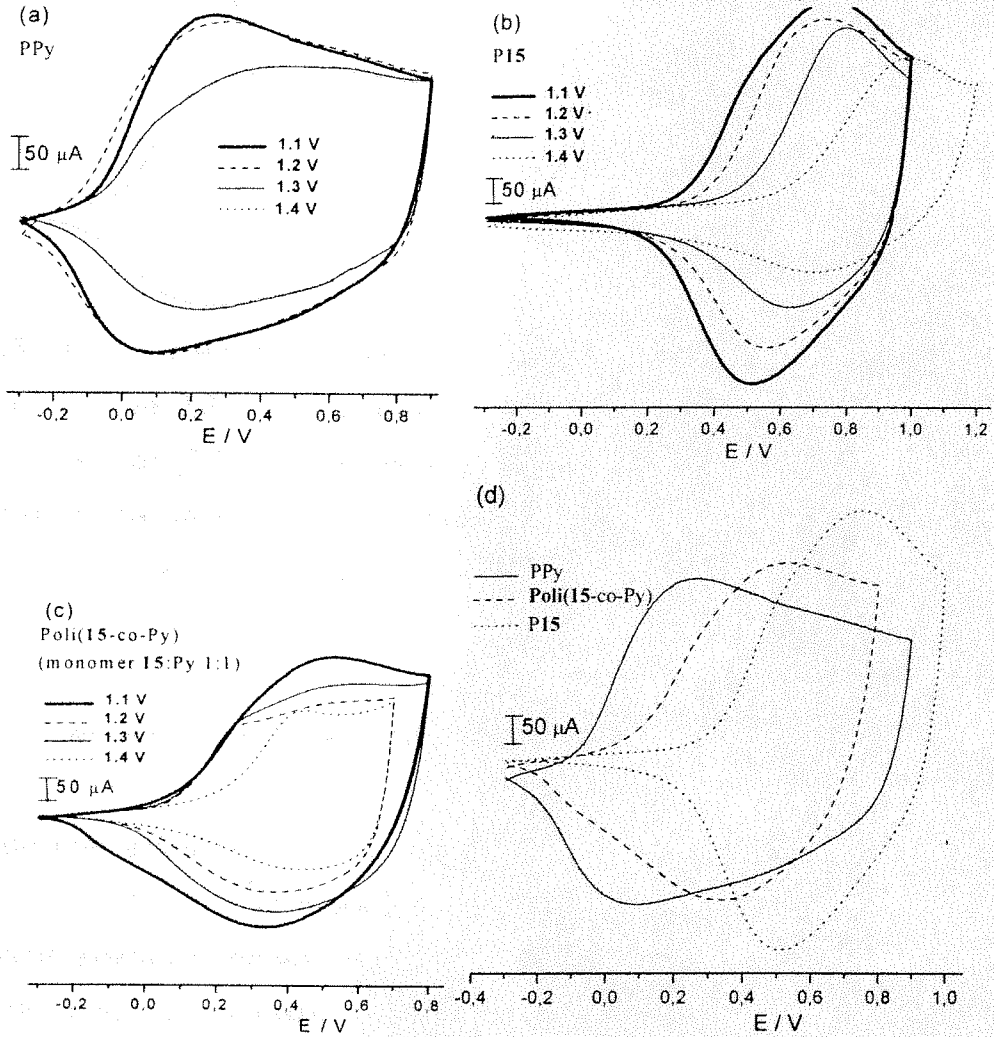 (a)
PPy
50 µA
1.1 V
1.2 V
1.3 V
1.4 V
-0,2 0,0 0,2 0,4 0,6 0,8
E / V
(b)
P15
1.1 V
1.2 V
1.3 V
1.4 V
50 µA
-0,2 0,0 0,2 0,4 0,6 0,8 1,0 1,2
E / V
(c)
Poli(15-co-Py)
(monomer 15:Py 1:1)
1.1 V
1.2 V
1.3 V
1.4 V
50 µA
-0,2 0,0 0,2 0,4 0,6 0,8
E / V
(d)
PPy
Poli(15-co-Py)
P15
50 µA
-0,4 -0,2 0,0 0,2 0,4 0,6 0,8 1,0
E / V